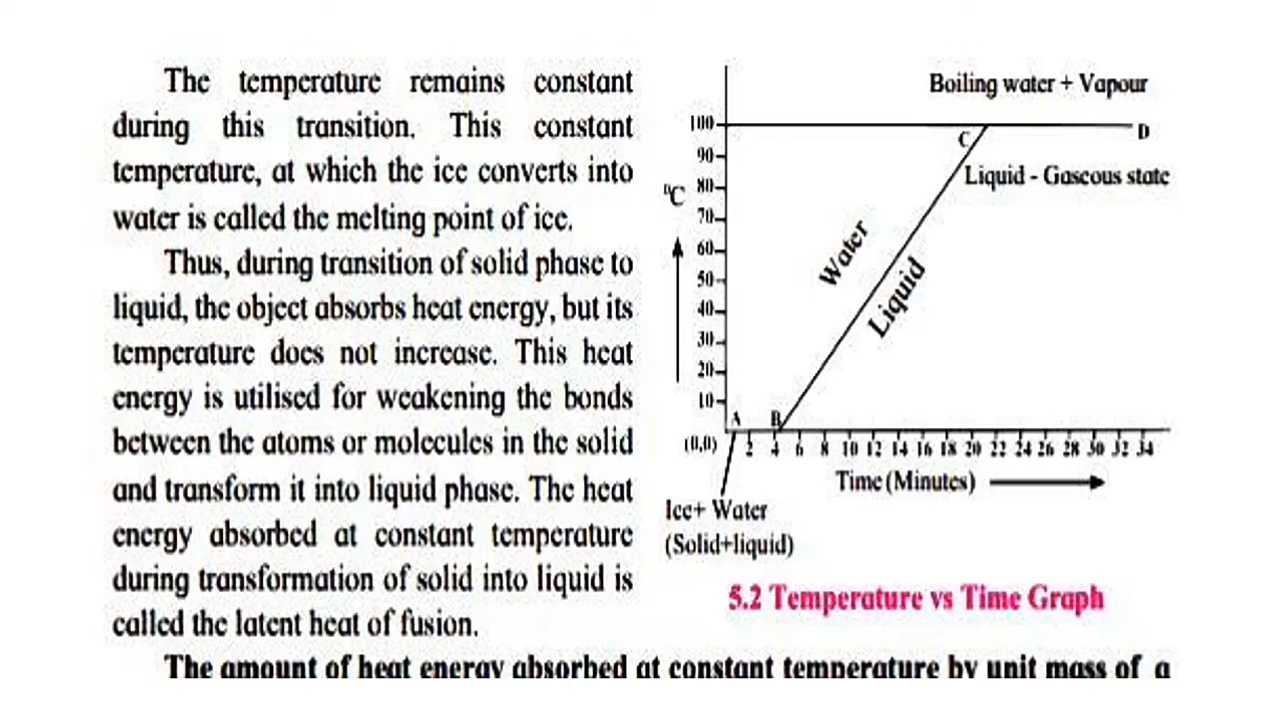 The temperature remains constant
during this transition. This constant
temperature, at which the ice converts into
water is called the melting point of ice.
Thus, during transition of solid phase to
liquid, the object absorbs heat energy, but its
temperature does not increase. This heat
energy is utilised for weakening the bonds
between the atoms or molecules in the solid
and transform it into liquid phase. The heat
energy absorbed at constant temperature
during transformation of solid into liquid is
called the latent heat of fusion.
Boiling water + Vapour
100
C
D
90
Liquid - Gaseous state
°C
80
70
Water
60
50
Liquid
40
30
20
10
A
B
(0,0)
2 4 6 8 10 12 14 16 18 20 22 24 26 28 30 32 34
Time (Minutes)
Ice+ Water
(Solid+liquid)
5.2 Temperature vs Time Graph
The amount of heat energy absorbed at constant temperature by unit mass of a